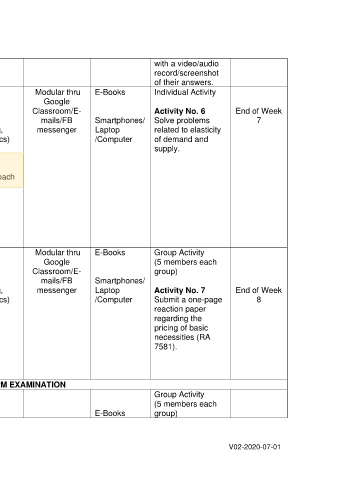 with a video/audio
record/screenshot
of their answers.
Modular thru
Google
Classroom/E-
mails/FB
messenger
E-Books
Smartphones/
Laptop
/Computer
Individual Activity
Activity No. 6
Solve problems
related to elasticity
of demand and
supply.
End of Week
7
,
cs)
oach
Modular thru
Google
Classroom/E-
mails/FB
messenger
E-Books
Smartphones/
Laptop
/Computer
Group Activity
(5 members each
group)
Activity No. 7
Submit a one-page
reaction paper
regarding the
pricing of basic
necessities (RA
7581).
End of Week
8
,
cs)
M EXAMINATION
E-Books
Group Activity
(5 members each
group)
V02-2020-07-01